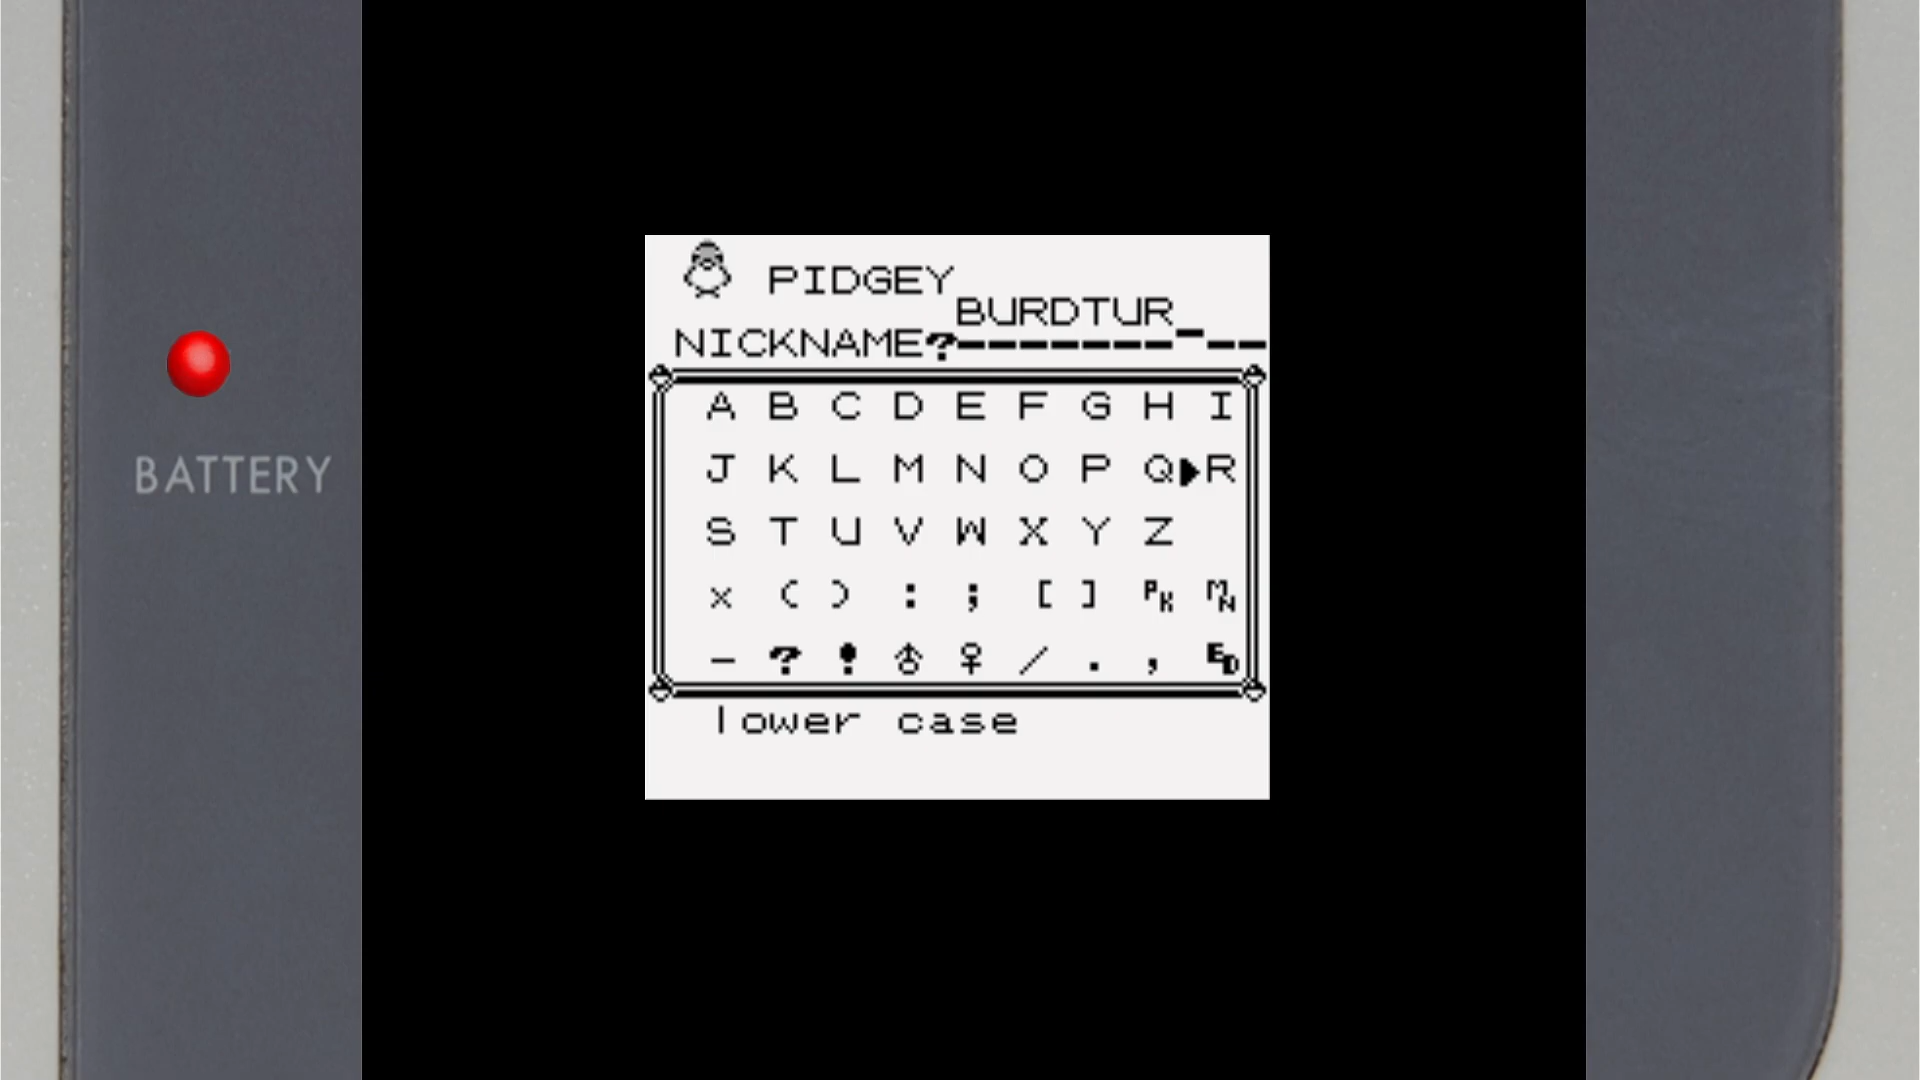 BATTERY
PIDGEY
BURDTUR
NICKNAME?
A B C D E F G H I
J K L M N O P Q ▶R
S T U V W X Y Z
× ( ) : ; [ ] PK MN
- ? ! ♂ ♀ / . , ED
lower case